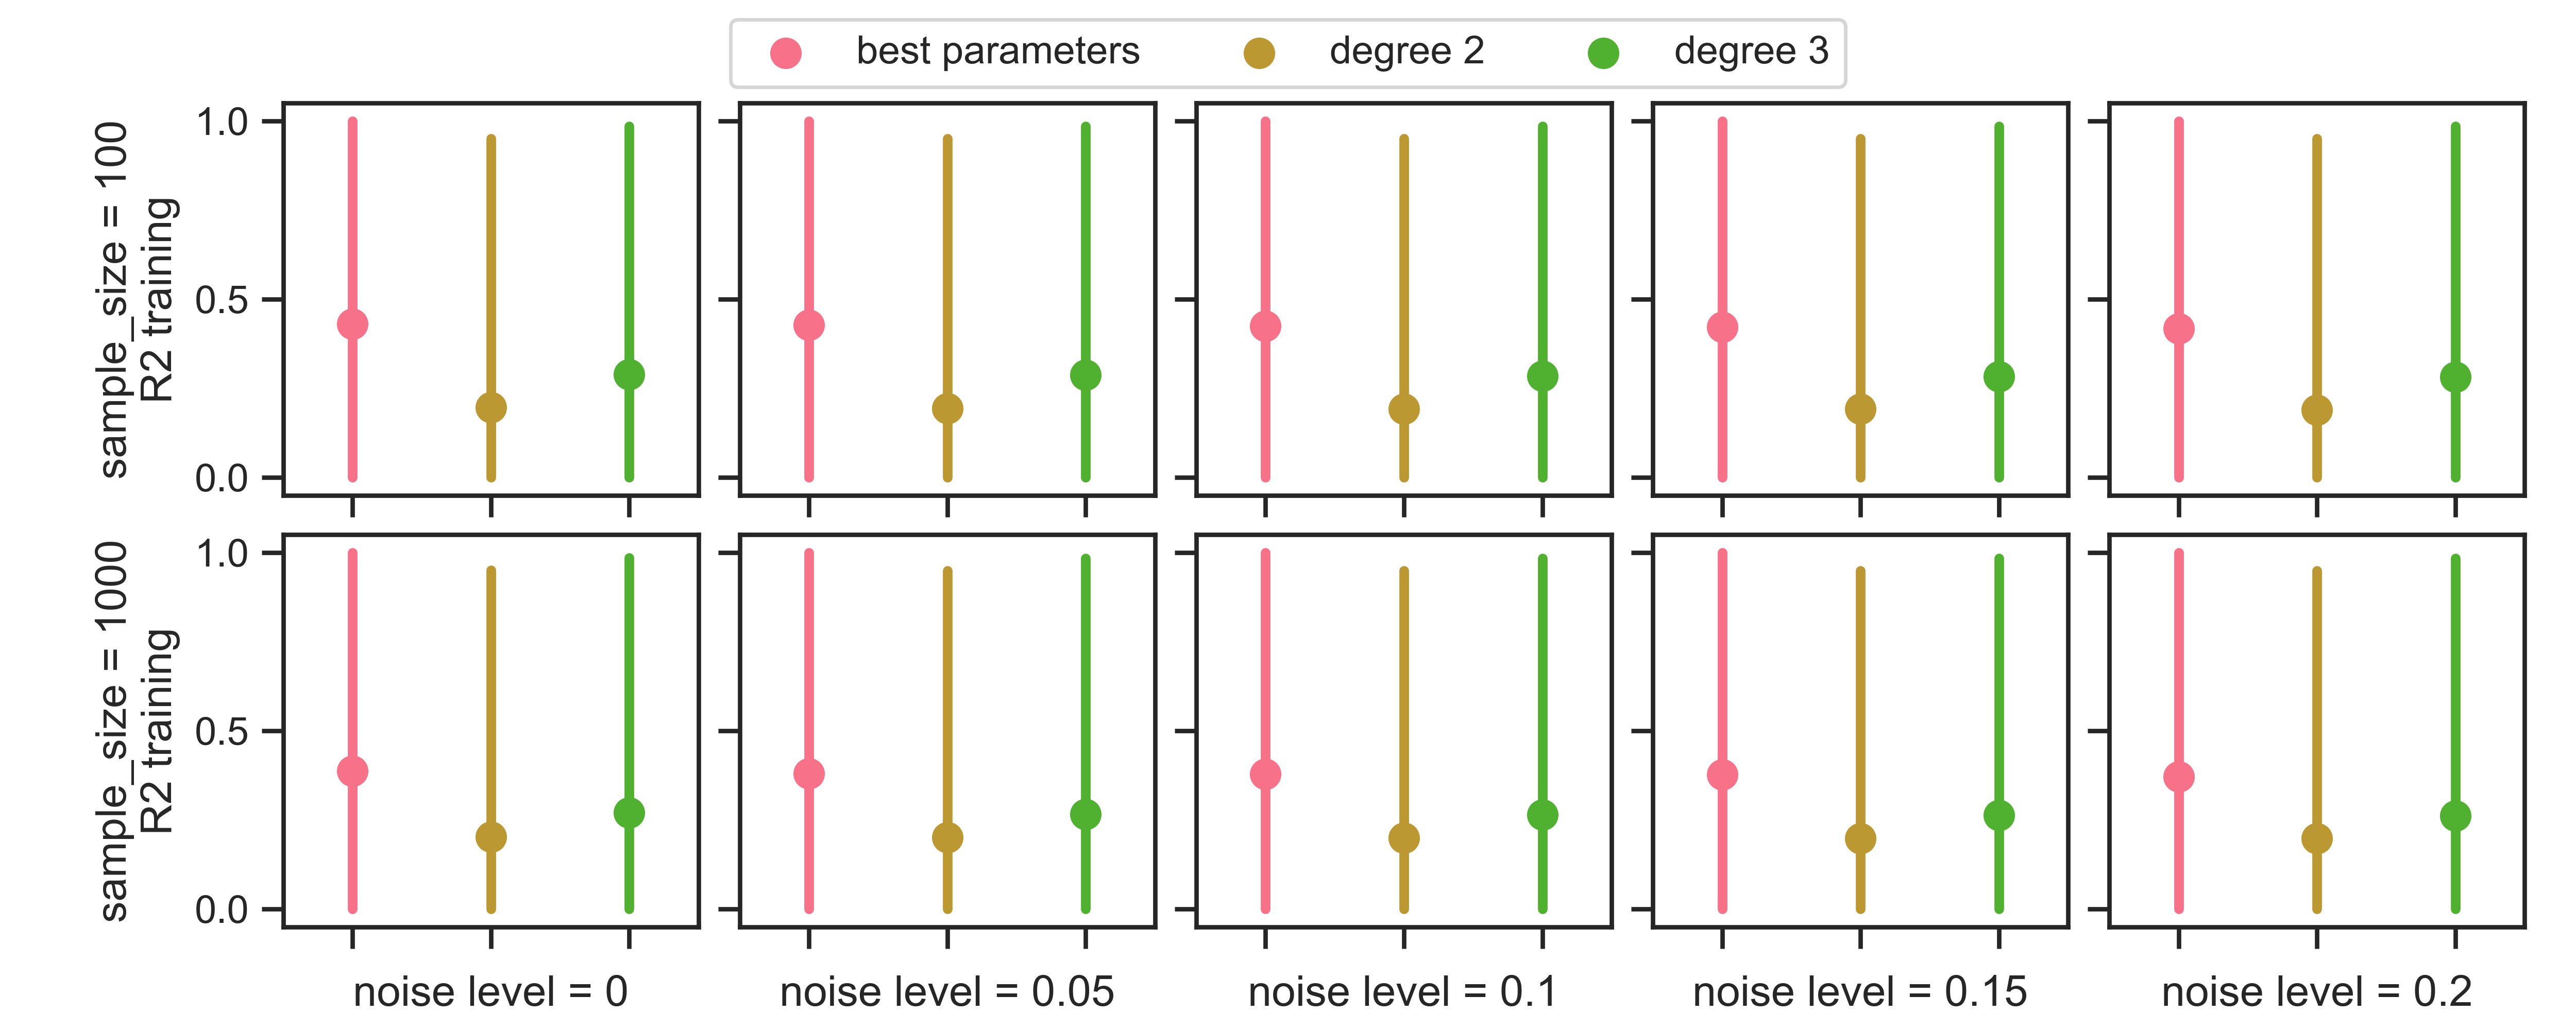 best parameters
degree 2
degree 3
sample_size = 100
R2 training
1.0
0.5
0.0
sample_size = 1000
R2 training
1.0
0.5
0.0
noise level = 0
noise level = 0.05
noise level = 0.1
noise level = 0.15
noise level = 0.2